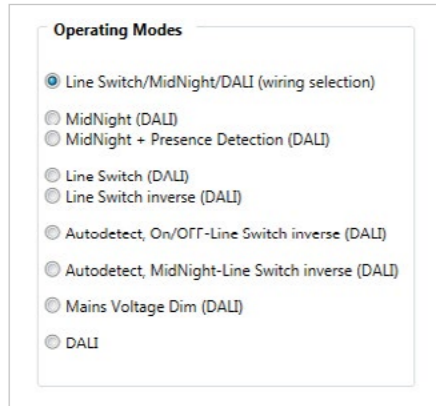 Operating Modes
Line Switch/MidNight/DALI (wiring selection)
MidNight (DALI)
MidNight + Presence Detection (DALI)
Line Switch (DALI)
Line Switch inverse (DALI)
Autodetect, On/OFF-Line Switch inverse (DALI)
Autodetect, MidNight-Line Switch inverse (DALI)
Mains Voltage Dim (DALI)
DALI